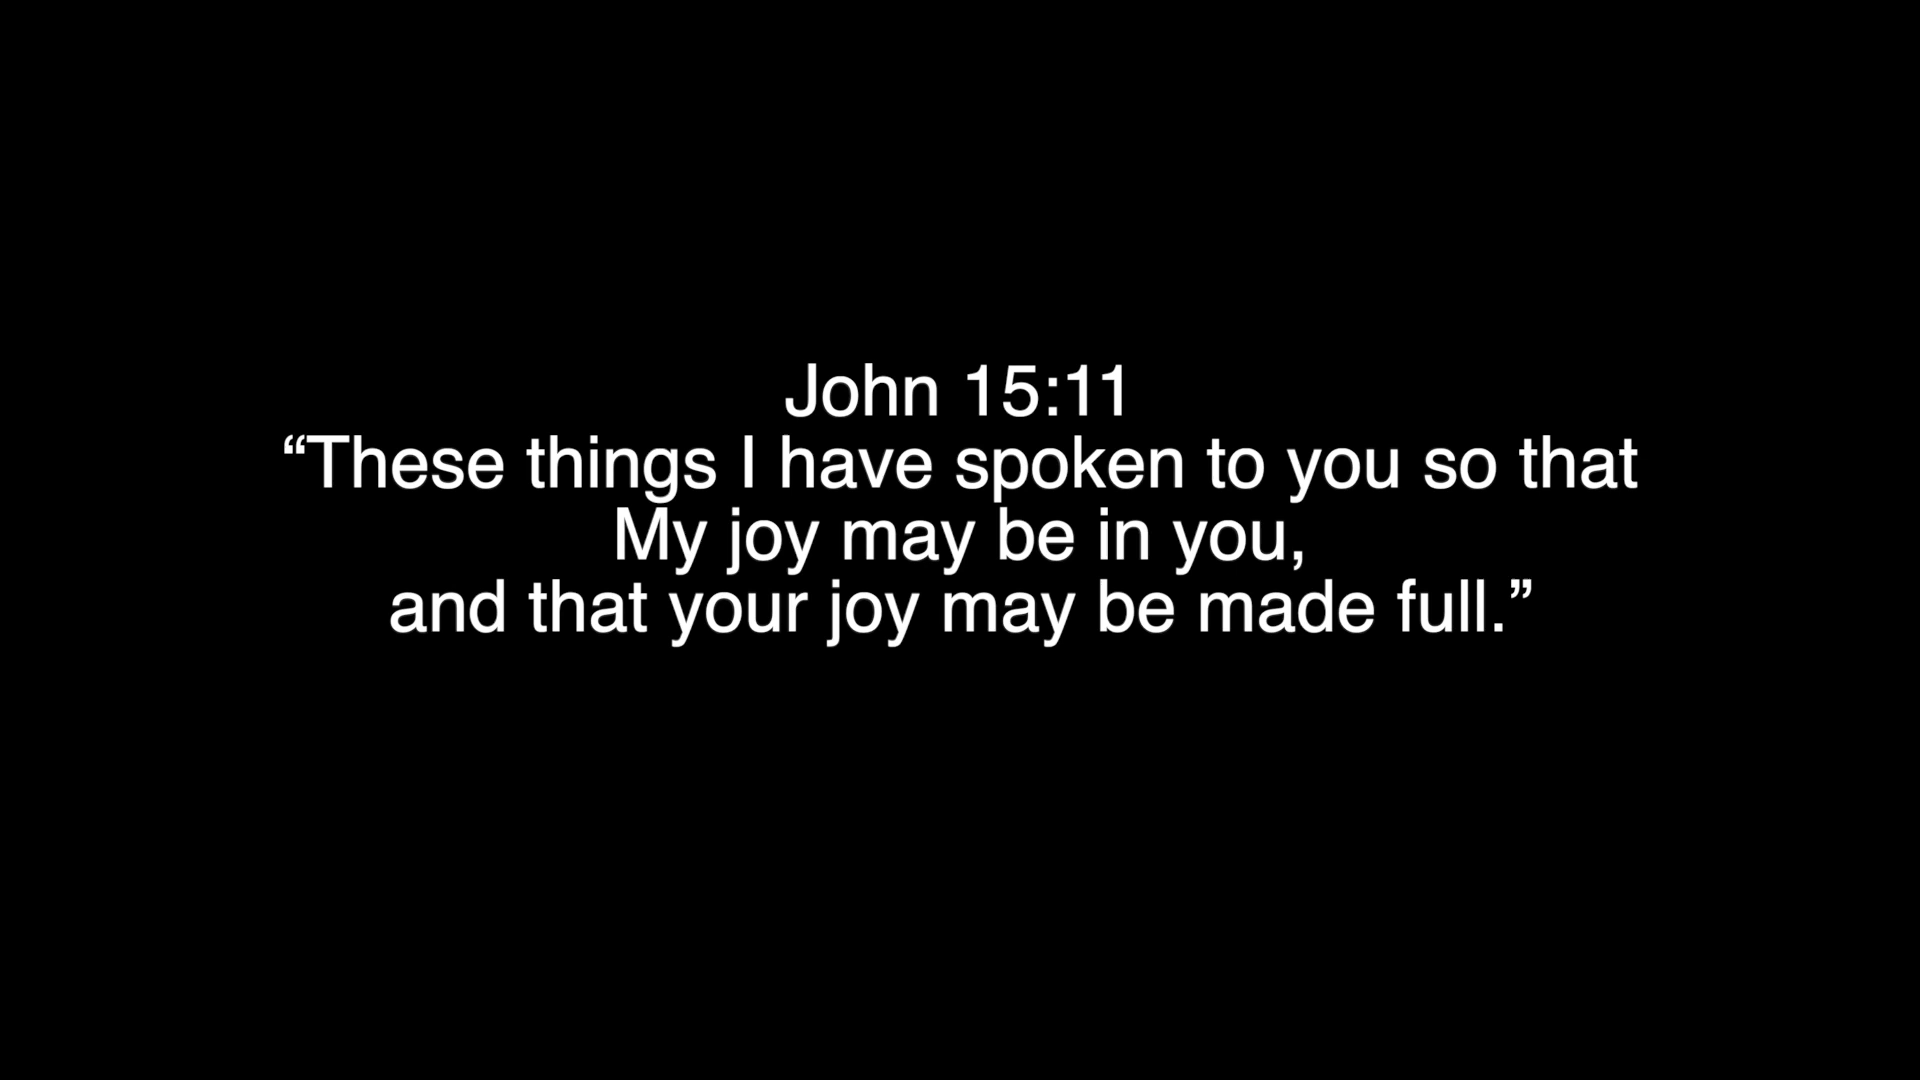 John 15:11
“These things I have spoken to you so that
My joy may be in you,
and that your joy may be made full.”